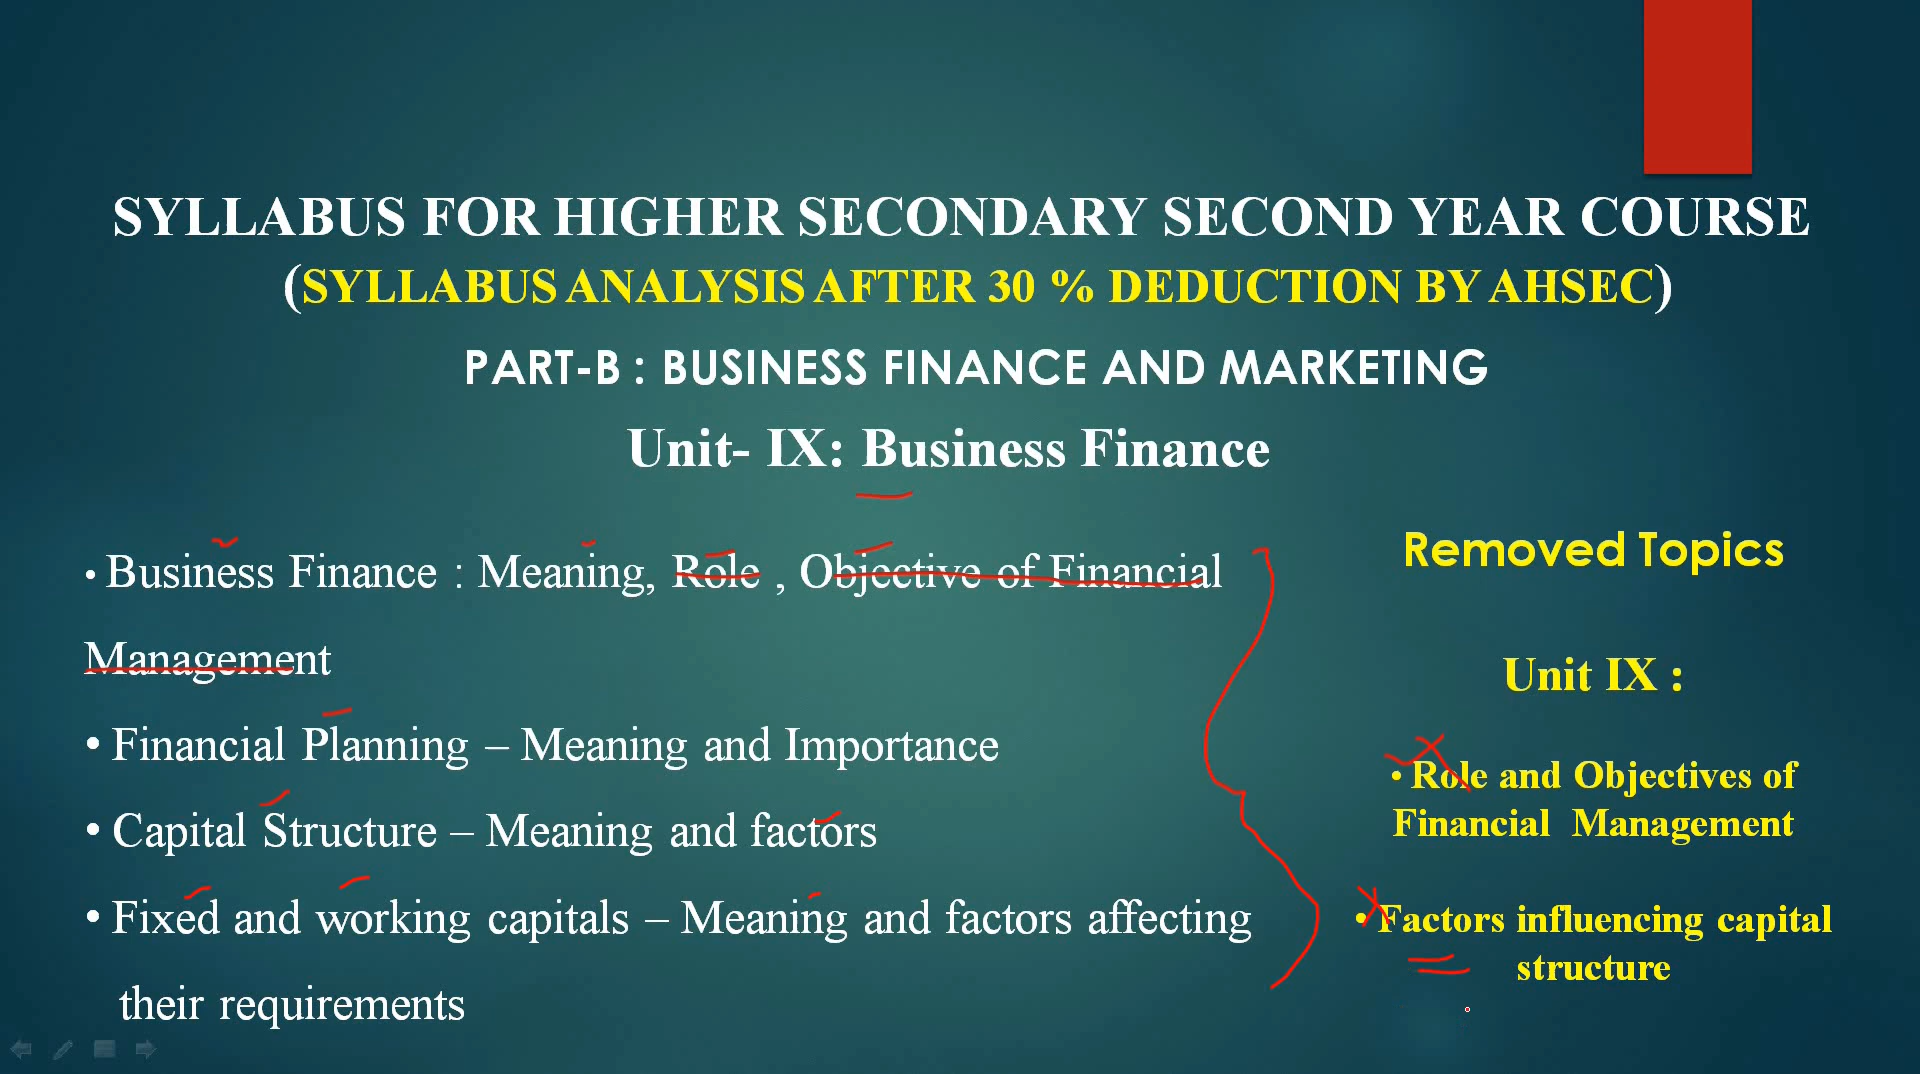 SYLLABUS FOR HIGHER SECONDARY SECOND YEAR COURSE
(SYLLABUS ANALYSIS AFTER 30 % DEDUCTION BY AHSEC)
PART-B : BUSINESS FINANCE AND MARKETING
Unit- IX: Business Finance
• Business Finance : Meaning, Role , Objective of Financial
Management
• Financial Planning – Meaning and Importance
• Capital Structure – Meaning and factors
• Fixed and working capitals – Meaning and factors affecting
their requirements
Removed Topics
Unit IX :
• Role and Objectives of
Financial Management
• Factors influencing capital
structure